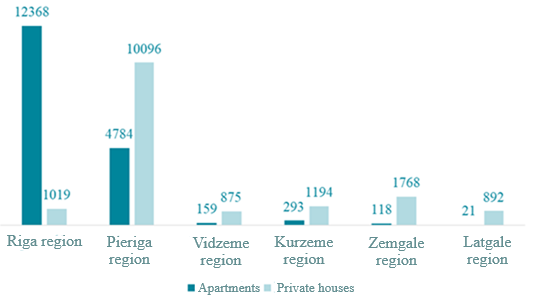 12368
10096
4784
1019
159
875
293
1194
118
1768
21
892
Riga region
Pieriga
region
Vidzeme
region
Kurzeme
region
Zemgale
region
Latgale
region
Apartments
Private houses